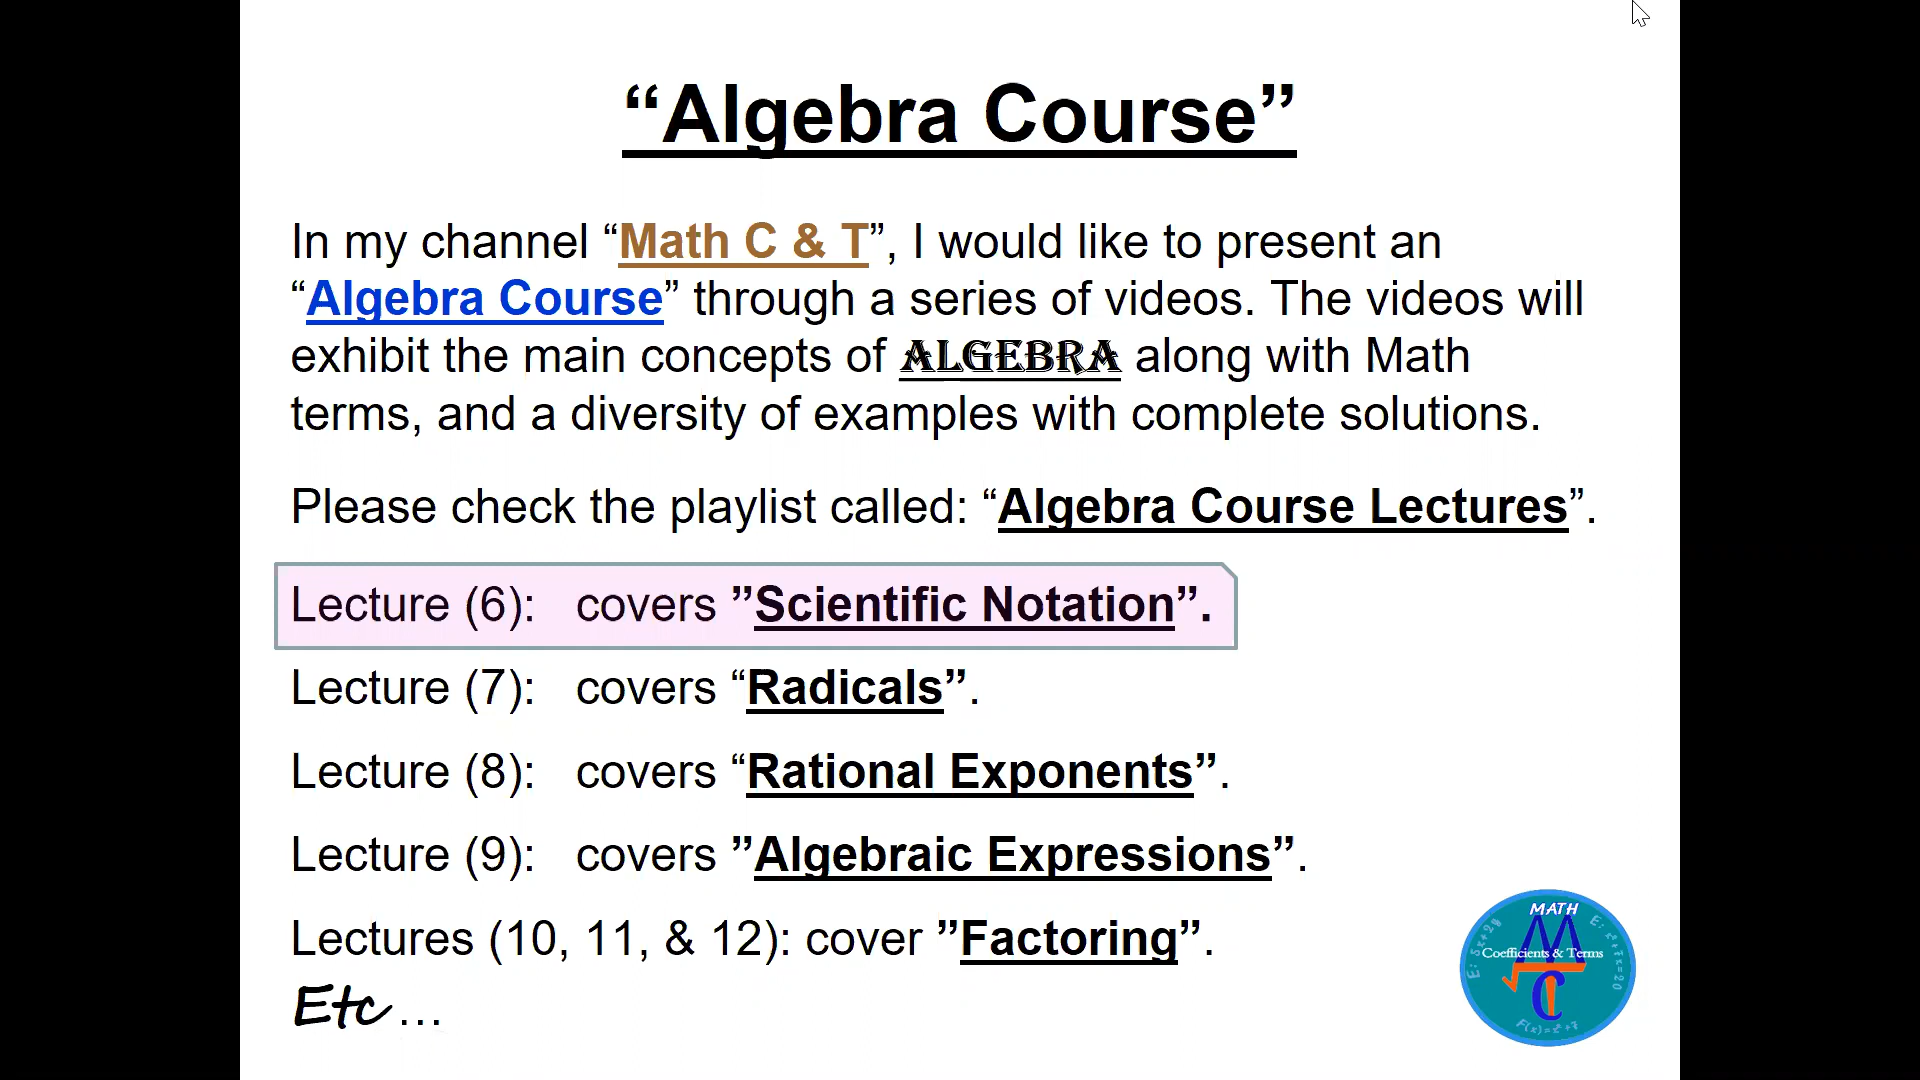 “Algebra Course”
In my channel “Math C & T”, I would like to present an
“Algebra Course” through a series of videos. The videos will
exhibit the main concepts of ALGEBRA along with Math
terms, and a diversity of examples with complete solutions.
Please check the playlist called: “Algebra Course Lectures”.
Lecture (6): covers ”Scientific Notation”.
Lecture (7): covers “Radicals”.
Lecture (8): covers “Rational Exponents”.
Lecture (9): covers ”Algebraic Expressions”.
Lectures (10, 11, & 12): cover ”Factoring”.
Etc ...
MATH
Coefficients & Terms